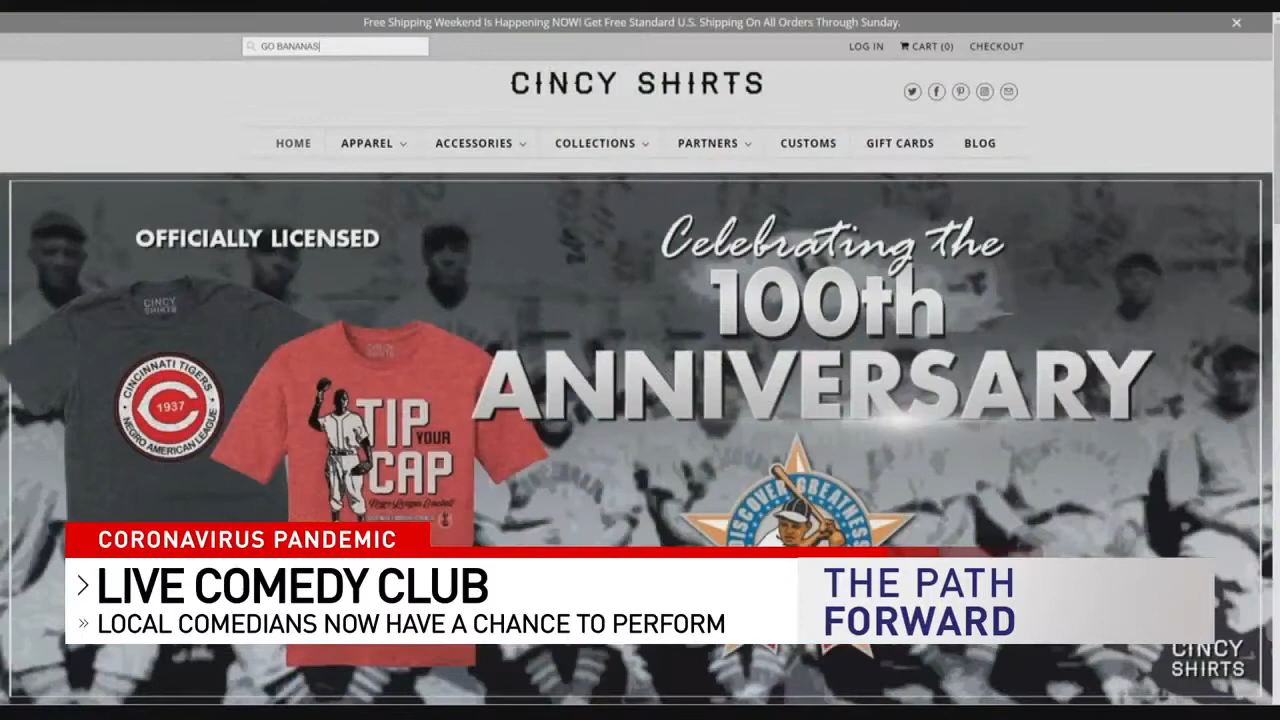 Free Shipping Weekend Is Happening NOW! Get Free Standard U.S. Shipping On All Orders Through Sunday.
GO BANANAS
LOG IN
CART (0)
CHECKOUT
CINCY SHIRTS
HOME
APPAREL
ACCESSORIES
COLLECTIONS
PARTNERS
CUSTOMS
GIFT CARDS
BLOG
OFFICIALLY LICENSED
Celebrating the
100th
ANNIVERSARY
CINCY
SHIRTS
CINCINNATI TIGERS
1937
NEGRO AMERICAN LEAGUE
TIP
YOUR
CAP
DISCOVER GREATNESS
CORONAVIRUS PANDEMIC
LIVE COMEDY CLUB
LOCAL COMEDIANS NOW HAVE A CHANCE TO PERFORM
THE PATH
FORWARD
CINCY
SHIRTS